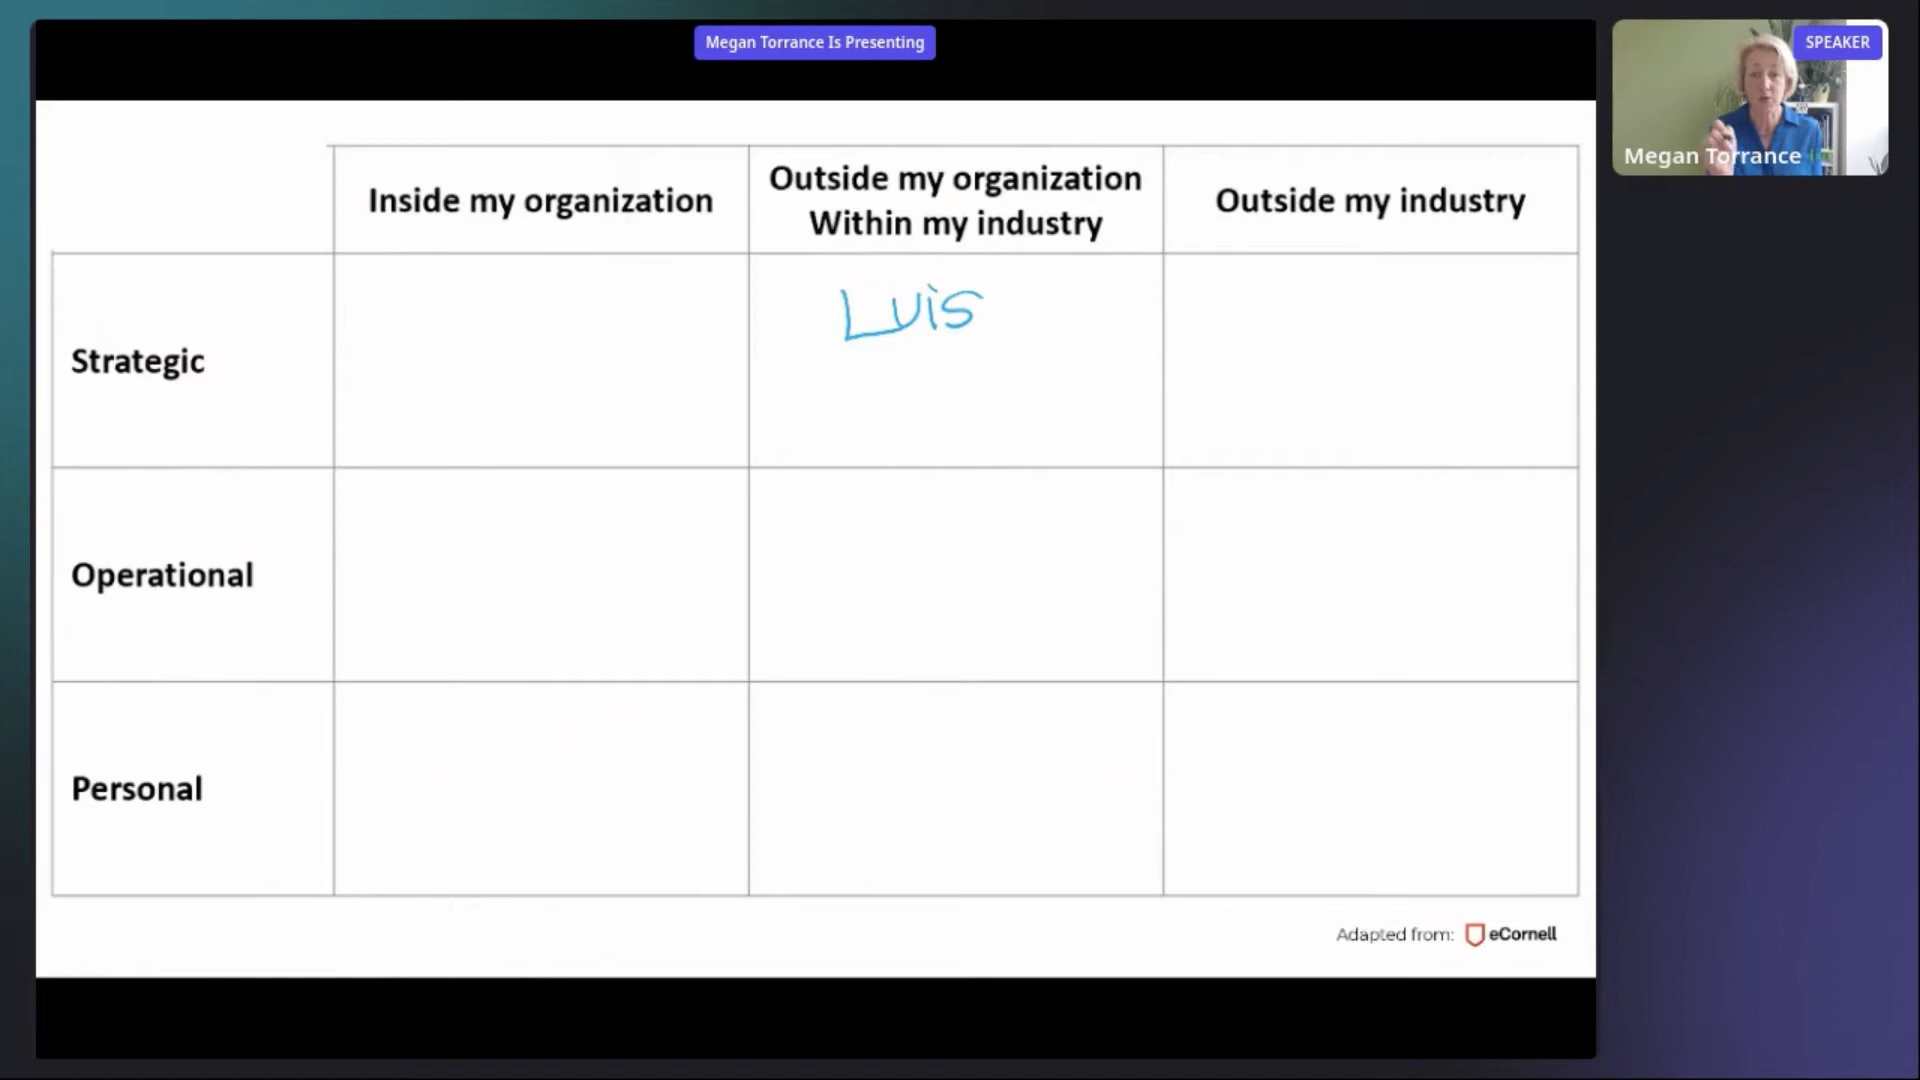 Megan Torrance Is Presenting
SPEAKER
Megan Torrance
Inside my organization
Outside my organization
Within my industry
Outside my industry
Strategic
Luis
Operational
Personal
Adapted from: eCornell